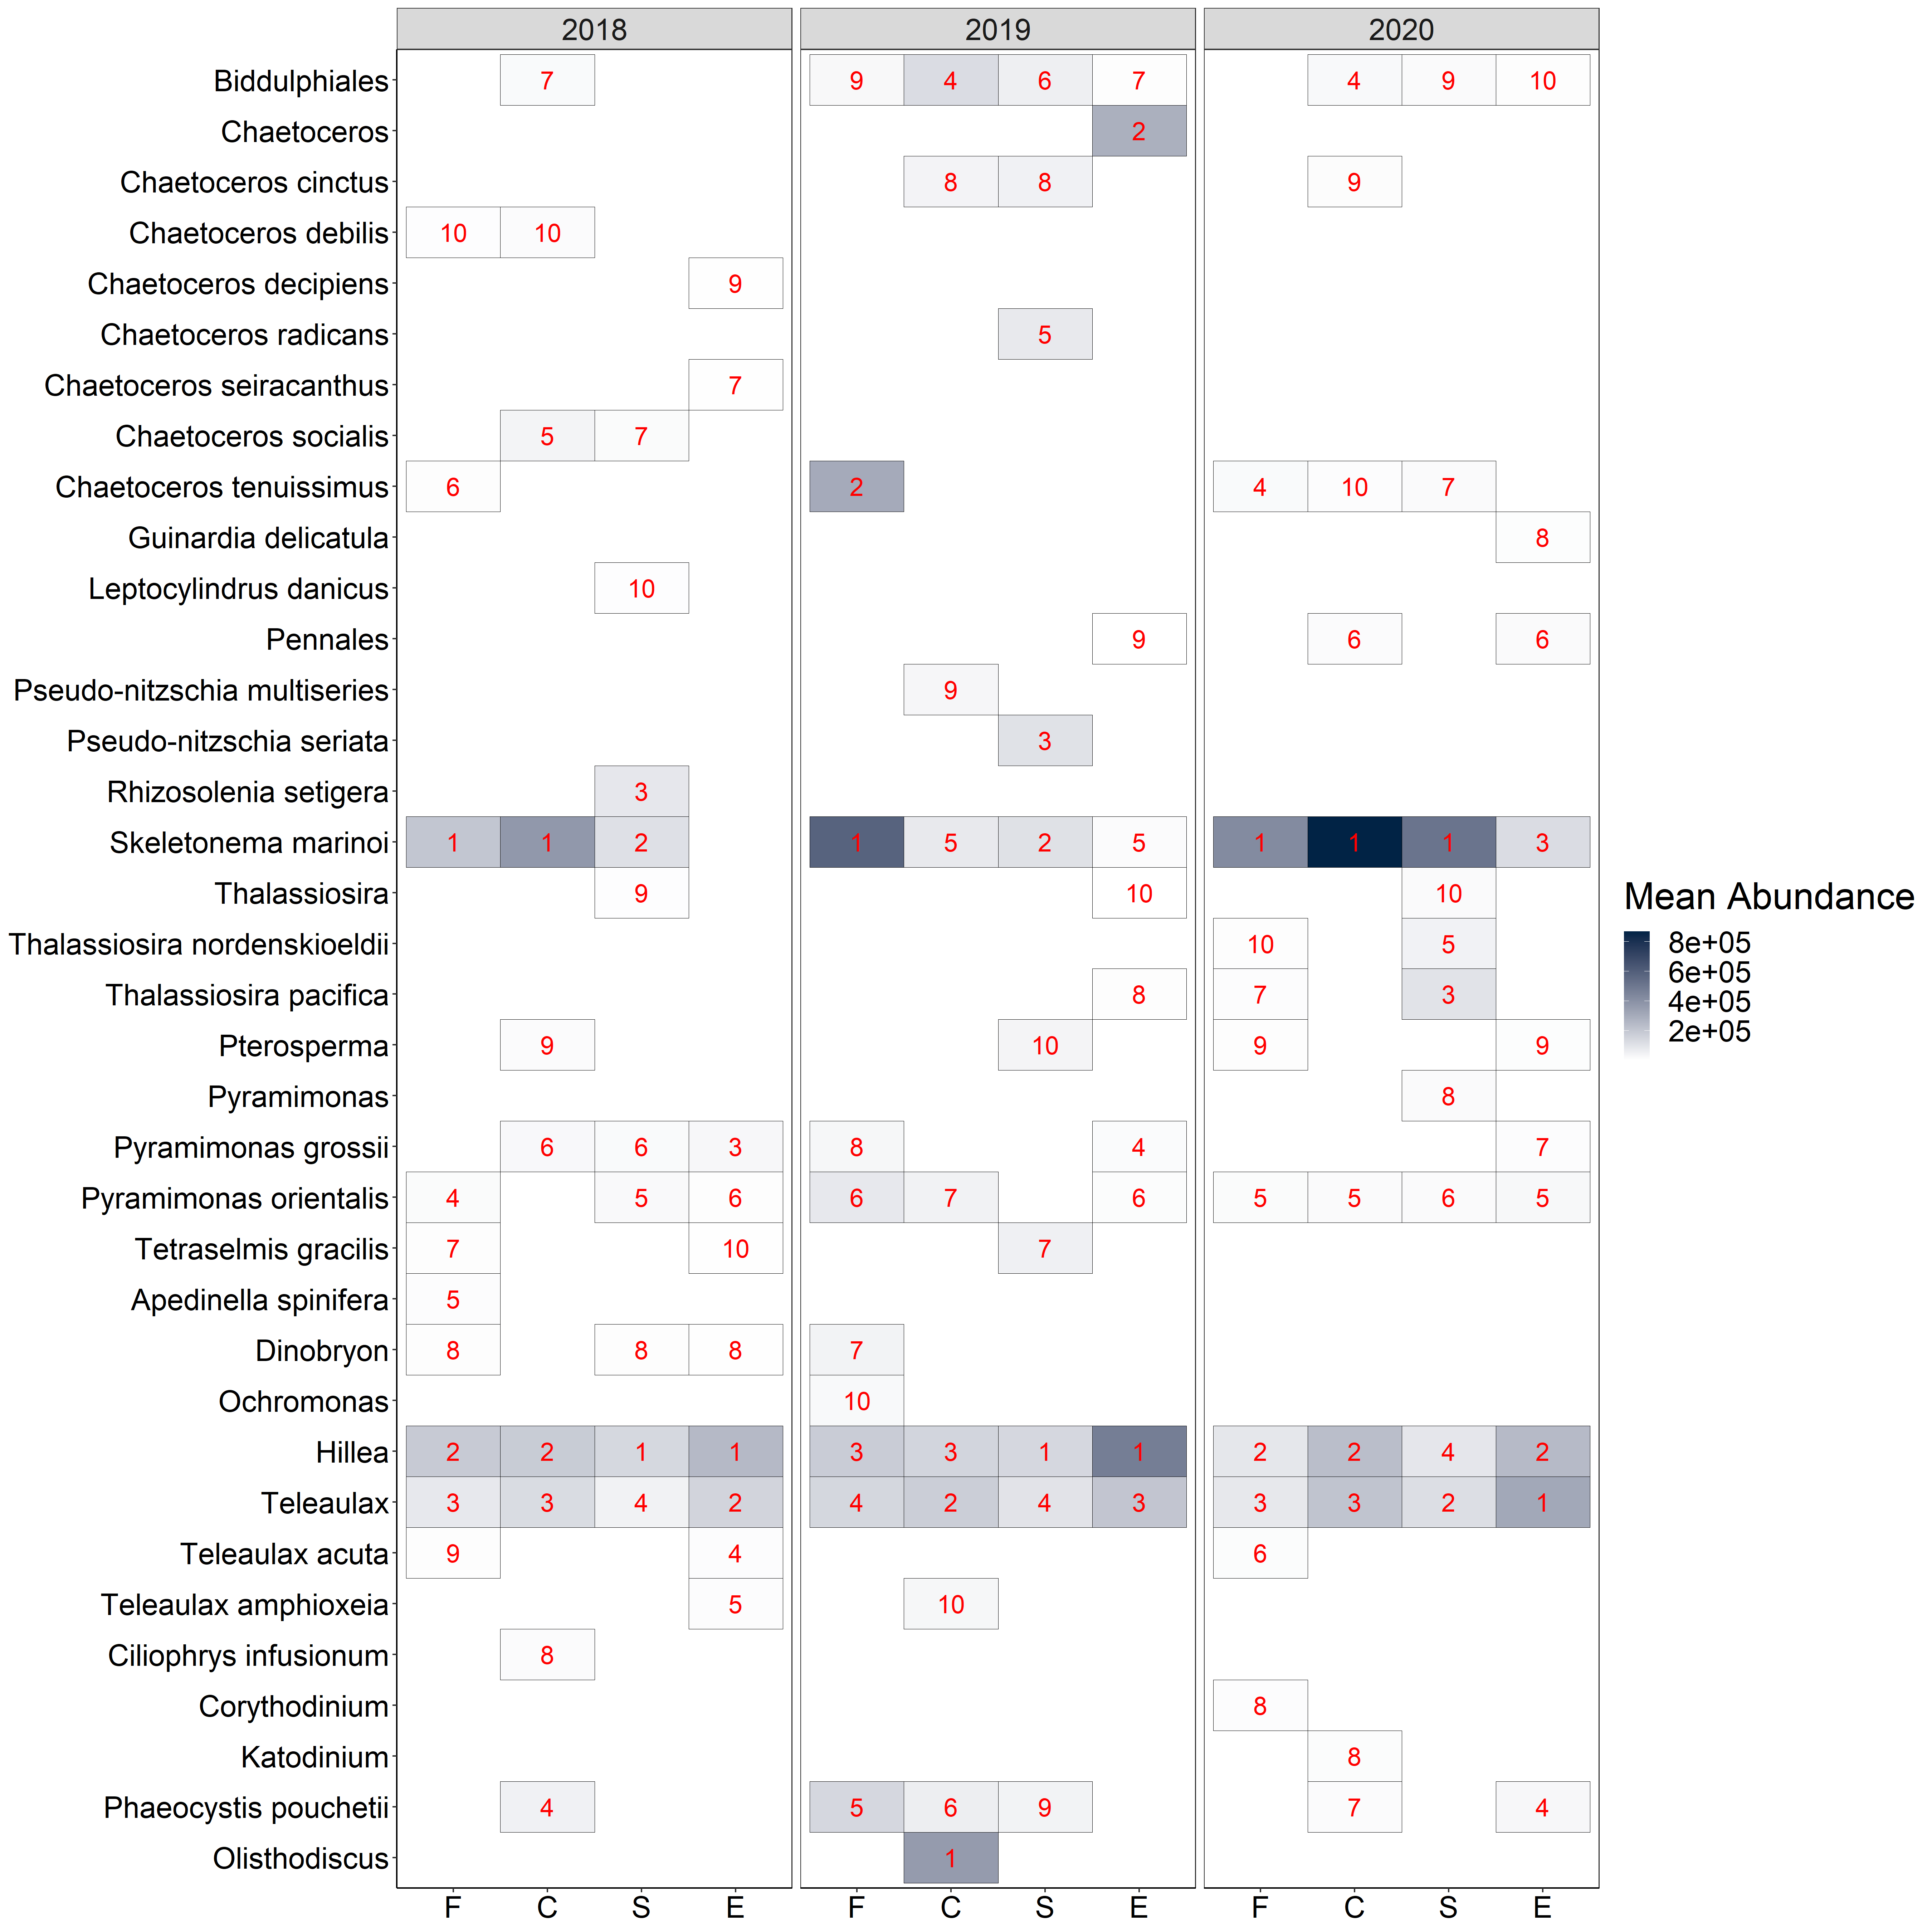 2018 2019 2020
Biddulphiales 7 9 4 6 7 4 9 10
Chaetoceros 2
Chaetoceros cinctus 8 8 9
Chaetoceros debilis 10 10
Chaetoceros decipiens 9
Chaetoceros radicans 5
Chaetoceros seiracanthus 7
Chaetoceros socialis 5 7
Chaetoceros tenuissimus 6 2 4 10 7
Guinardia delicatula 8
Leptocylindrus danicus 10
Pennales 9 6 6
Pseudo-nitzschia multiseries 9
Pseudo-nitzschia seriata 3
Rhizosolenia setigera 3
Skeletonema marinoi 1 1 2 1 5 2 5 1 1 1 3
Thalassiosira 9 10 10
Thalassiosira nordenskioeldii 10 5
Thalassiosira pacifica 8 7 3
Pterosperma 9 10 9 9
Pyramimonas 8
Pyramimonas grossii 6 6 3 8 4 7
Pyramimonas orientalis 4 5 6 6 7 6 5 5 6 5
Tetraselmis gracilis 7 10 7
Apedinella spinifera 5
Dinobryon 8 8 8 7
Ochromonas 10
Hillea 2 2 1 1 3 3 1 1 2 2 4 2
Teleaulax 3 3 4 2 4 2 4 3 3 3 2 1
Teleaulax acuta 9 4 6
Teleaulax amphioxeia 5 10
Ciliophrys infusionum 8
Corythodinium 8
Katodinium 8
Phaeocystis pouchetii 4 5 6 9 7 4
Olisthodiscus 1
F C S E F C S E F C S E
Mean Abundance
8e+05
6e+05
4e+05
2e+05